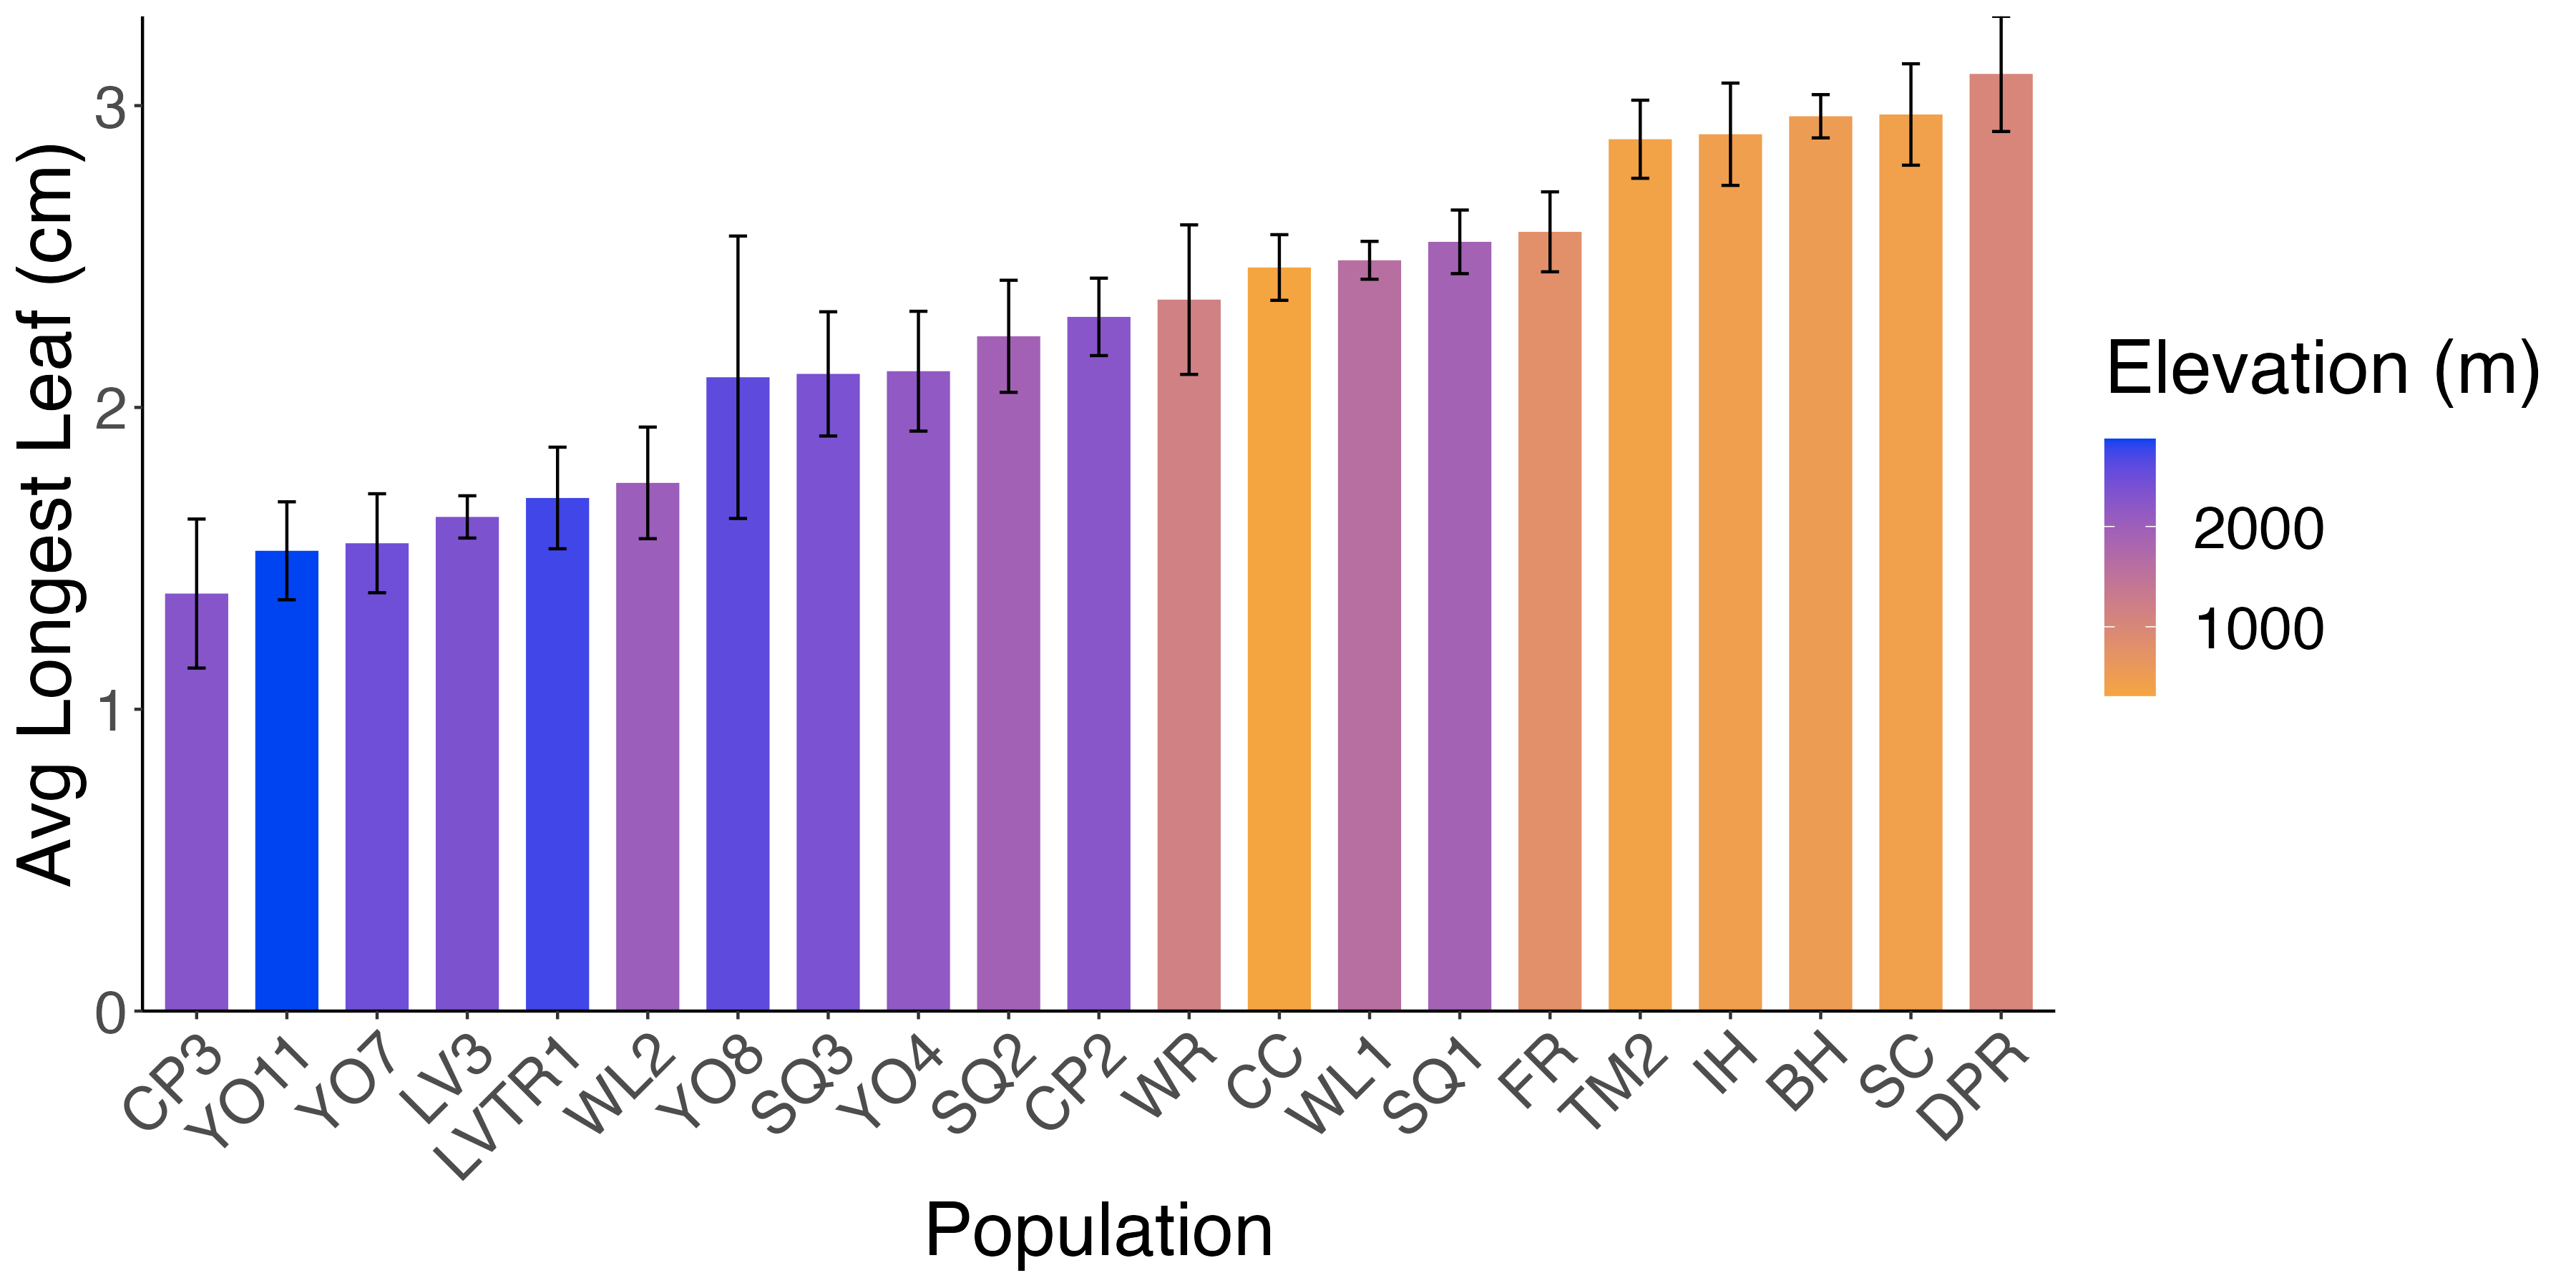 Avg Longest Leaf (cm)
3
2
1
0
CP3
YO11
YO7
LV3
LVTR1
WL2
YO8
SQ3
YO4
SQ2
CP2
WR
CC
WL1
SQ1
FR
TM2
IH
BH
SC
DPR
Population
Elevation (m)
2000
1000